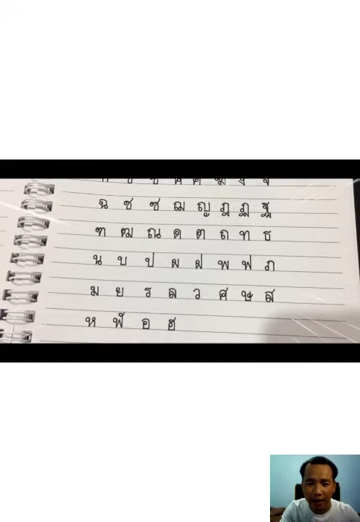 ฉ ช ซ ฌ ญ ฎ ฏ ฐ
ฑ ฒ ณ ด ต ถ ท ธ
น บ ป ผ ฝ พ ฟ ภ
ม ย ร ล ว ศ ษ ส
ห ฬ อ ฮ